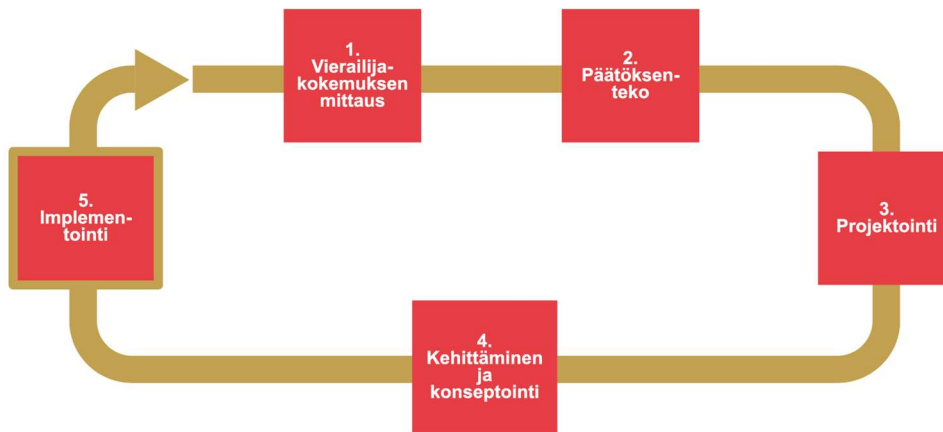 1.
Vierailija-
kokemuksen
mittaus
2.
Päätöksen-
teko
3.
Projektointi
4.
Kehittäminen
ja
konseptointi
5.
Implemen-
tointi